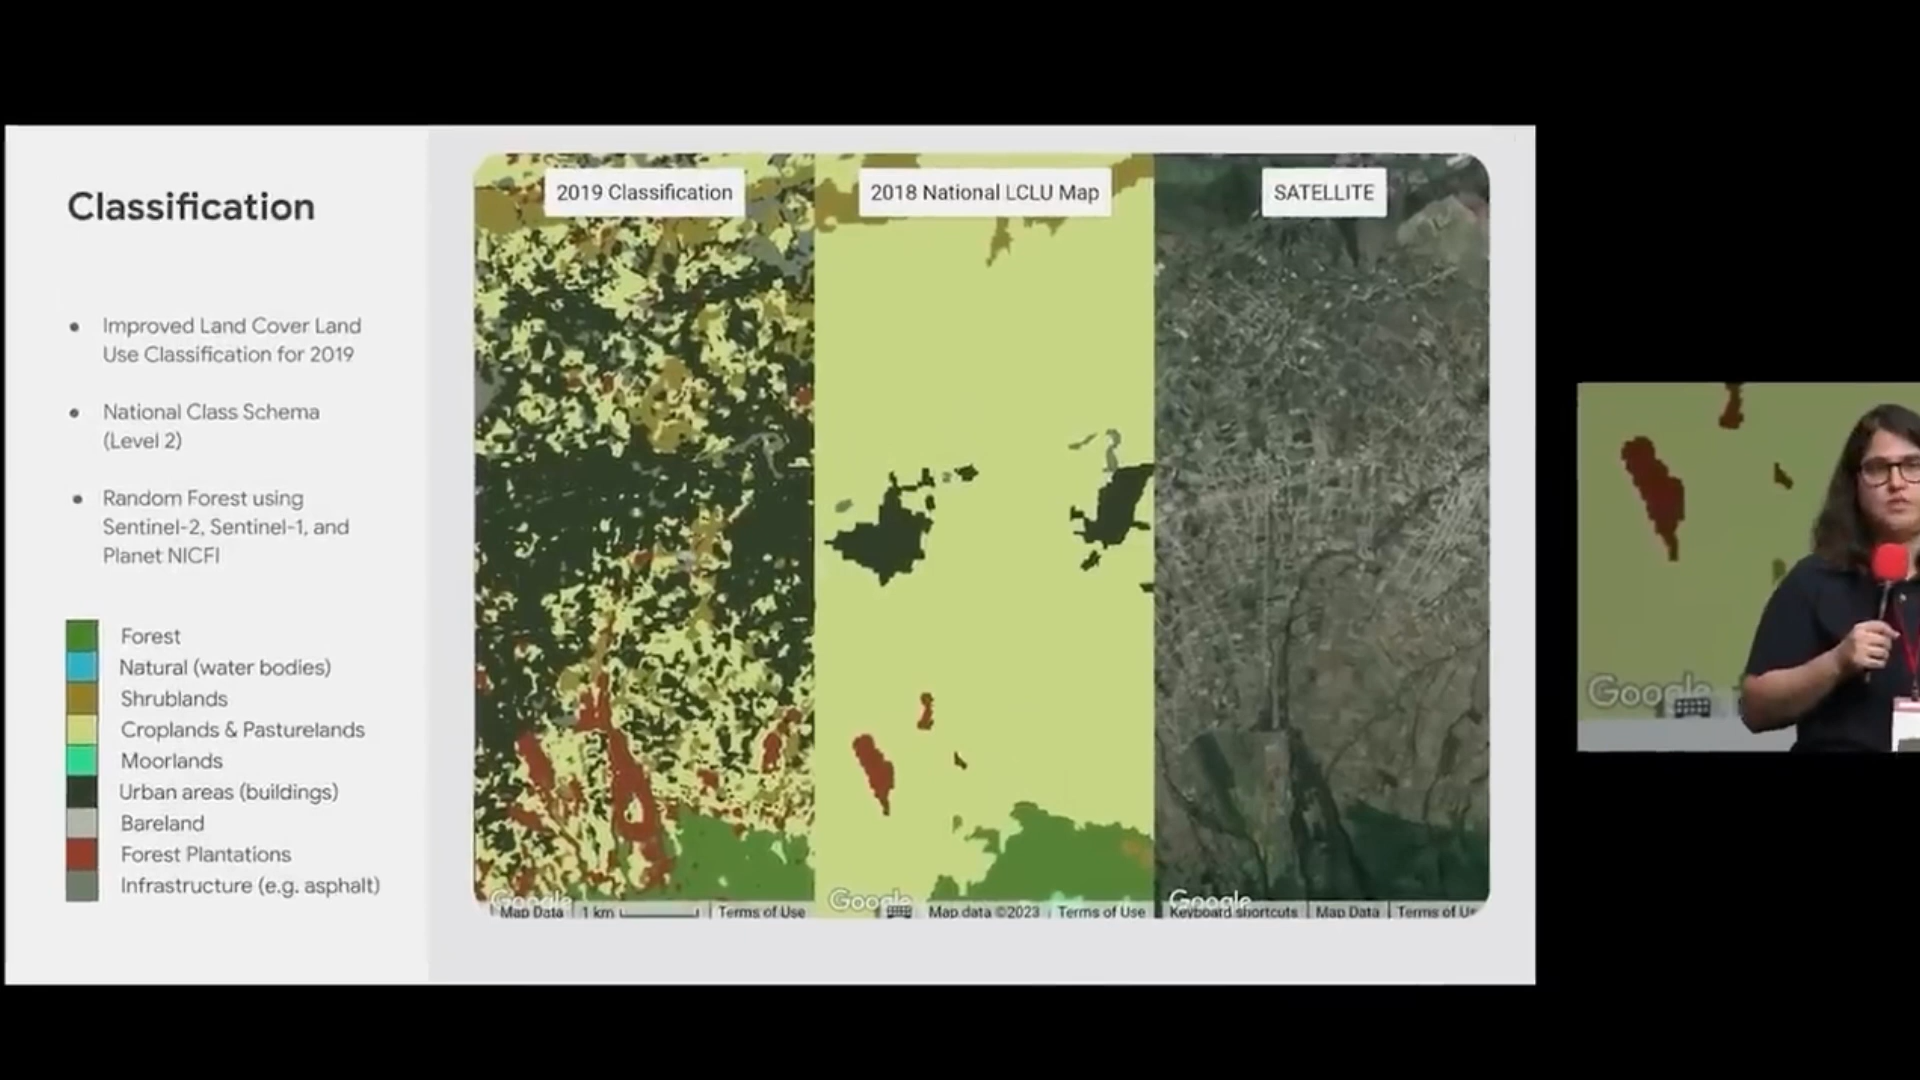 Classification
Improved Land Cover Land
Use Classification for 2019
National Class Schema
(Level 2)
Random Forest using
Sentinel-2, Sentinel-1, and
Planet NICFI
Forest
Natural (water bodies)
Shrublands
Croplands & Pasturelands
Moorlands
Urban areas (buildings)
Bareland
Forest Plantations
Infrastructure (e.g. asphalt)
2019 Classification
2018 National LCLU Map
SATELLITE
Google
Map Data
1 km
Terms of Use
Google
Map data ©2023
Terms of Use
Google
Keyboard shortcuts
Map Data
Terms of Us
Google